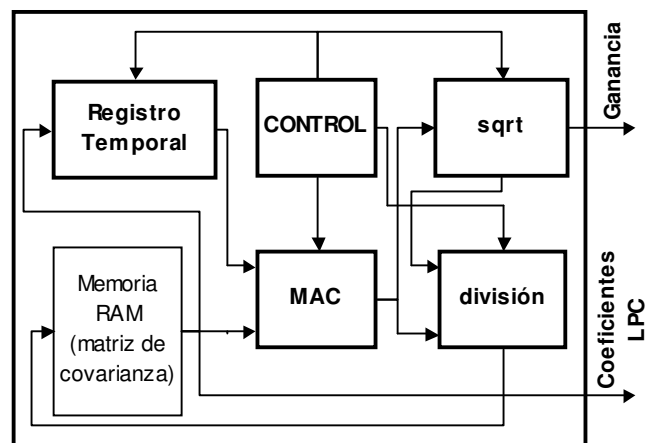 Registro
Temporal
CONTROL
sqrt
Ganancia
Memoria
RAM
(matriz de
covarianza)
MAC
división
Coeficientes
LPC